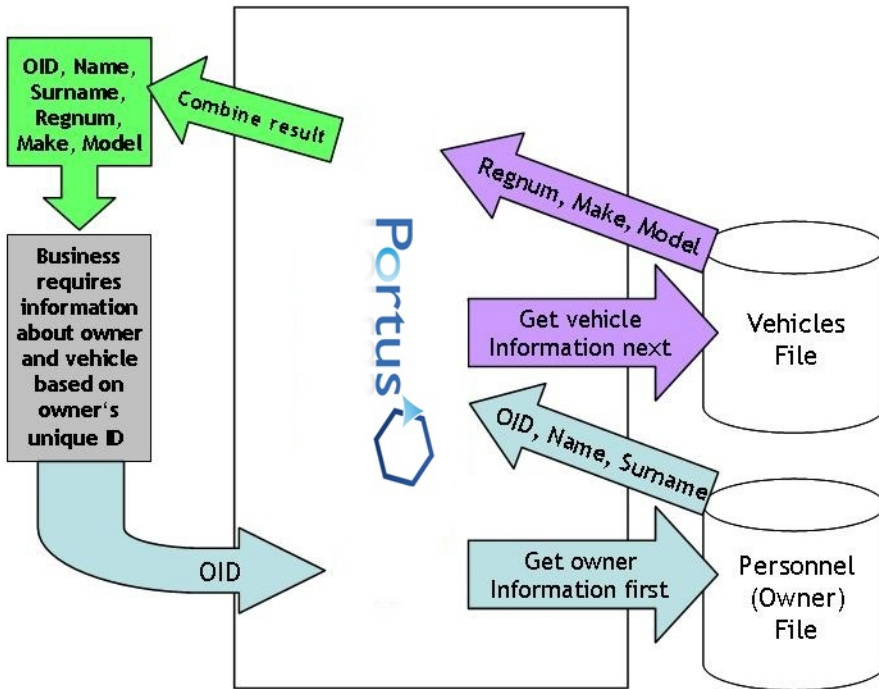 OID, Name,
Surname,
Regnum,
Make, Model
Combine result
Regnum, Make, Model
Business
requires
information
about owner
and vehicle
based on
owner's
unique ID
Portus
Get vehicle
Information next
Vehicles
File
OID, Name, Surname
OID
Get owner
Information first
Personnel
(Owner)
File